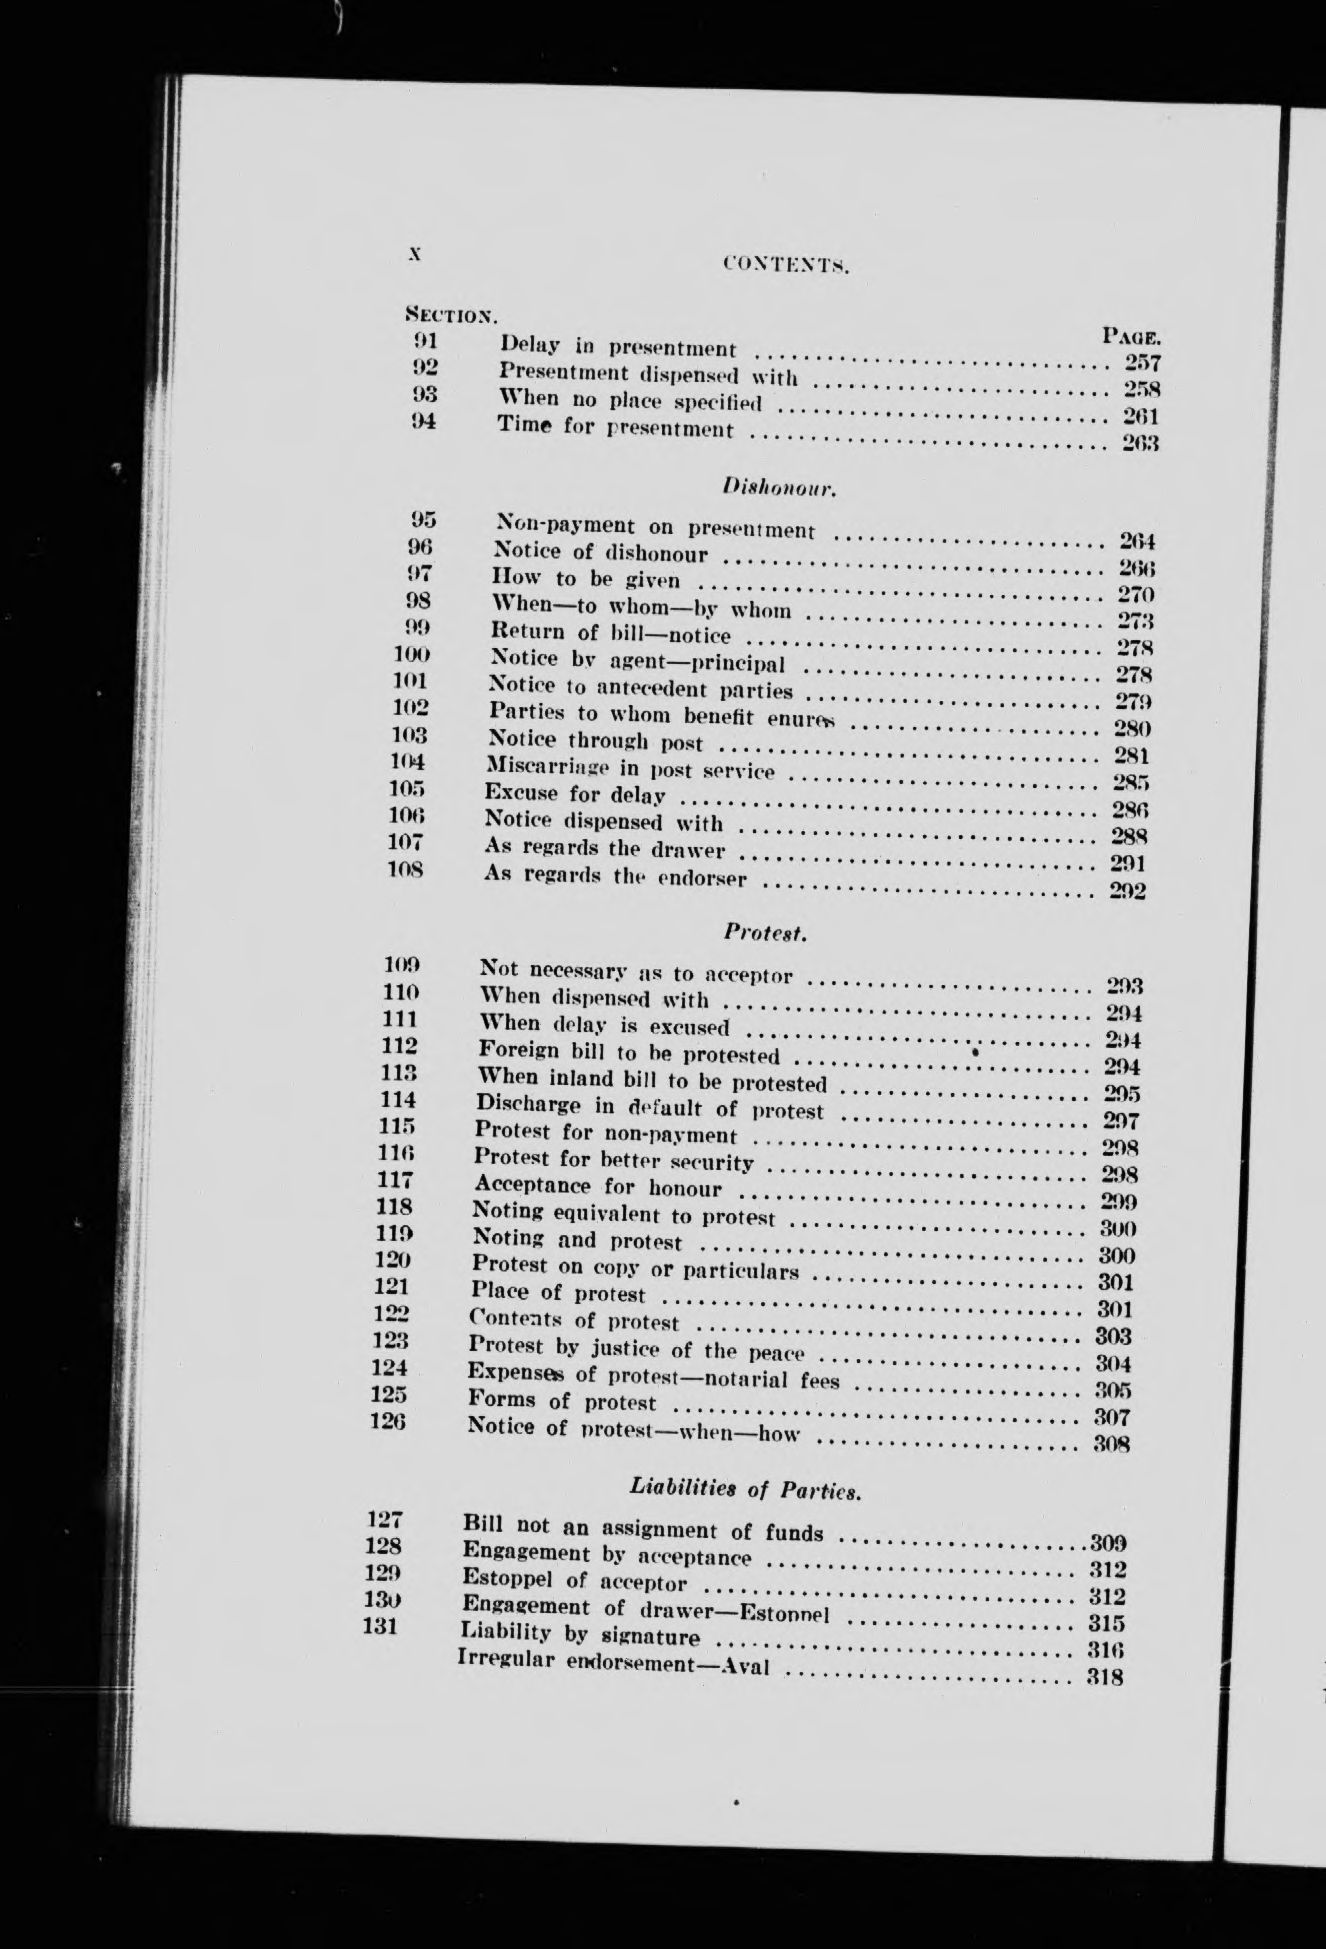 x
CONTENTS.
SECTION. PAGE.
91 Delay in presentment .............................. 257
92 Presentment dispensed with ......................... 258
93 When no place specified ............................ 261
94 Time for presentment .............................. 263
Dishonour.
95 Non-payment on presentment ....................... 264
96 Notice of dishonour ................................ 266
97 How to be given .................................. 270
98 When—to whom—by whom ......................... 273
99 Return of bill—notice .............................. 278
100 Notice by agent—principal ......................... 278
101 Notice to antecedent parties ......................... 279
102 Parties to whom benefit enures ..................... 280
103 Notice through post ................................ 281
104 Miscarriage in post service .......................... 285
105 Excuse for delay ................................... 286
106 Notice dispensed with .............................. 288
107 As regards the drawer .............................. 291
108 As regards the endorser ............................ 292
Protest.
109 Not necessary as to acceptor ........................ 293
110 When dispensed with ............................... 294
111 When delay is excused ............................. 294
112 Foreign bill to be protested ......................... 294
113 When inland bill to be protested ..................... 295
114 Discharge in default of protest ..................... 297
115 Protest for non-payment ............................ 298
116 Protest for better security ........................... 298
117 Acceptance for honour ............................. 299
118 Noting equivalent to protest ......................... 300
119 Noting and protest ................................ 300
120 Protest on copy or particulars ....................... 301
121 Place of protest ................................... 301
122 Contents of protest ................................ 303
123 Protest by justice of the peace ...................... 304
124 Expenses of protest—notarial fees ................... 305
125 Forms of protest .................................. 307
126 Notice of protest—when—how ...................... 308
Liabilities of Parties.
127 Bill not an assignment of funds .....................309
128 Engagement by acceptance .......................... 312
129 Estoppel of acceptor ............................... 312
130 Engagement of drawer—Estoppel ................... 315
131 Liability by signature .............................. 316
Irregular endorsement—Aval ........................ 318